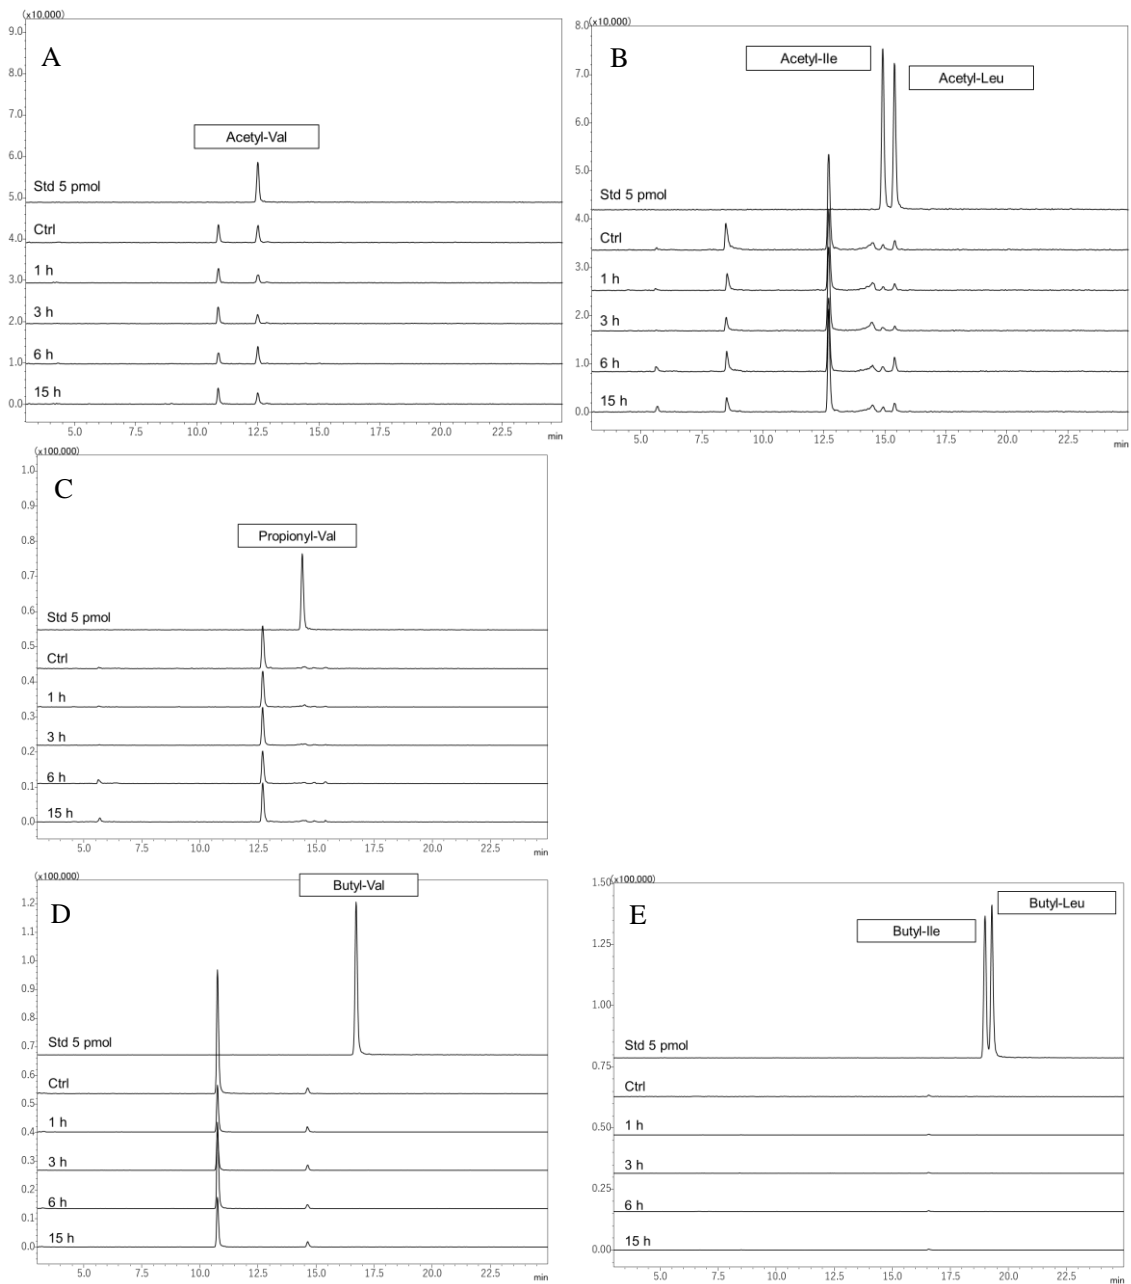 (x10,000)
A
9.0
8.0
7.0
6.0
5.0
4.0
3.0
2.0
1.0
0.0
Acetyl-Val
Std 5 pmol
Ctrl
1 h
3 h
6 h
15 h
5.0 7.5 10.0 12.5 15.0 17.5 20.0 22.5
min
8.0 (x10,000)
B
7.0
6.0
5.0
4.0
3.0
2.0
1.0
0.0
Acetyl-Ile
Acetyl-Leu
Std 5 pmol
Ctrl
1 h
3 h
6 h
15 h
5.0 7.5 10.0 12.5 15.0 17.5 20.0 22.5
min
(x100,000)
C
1.0
0.9
0.8
0.7
0.6
0.5
0.4
0.3
0.2
0.1
0.0
Propionyl-Val
Std 5 pmol
Ctrl
1 h
3 h
6 h
15 h
5.0 7.5 10.0 12.5 15.0 17.5 20.0 22.5
min
(x100,000)
D
1.2
1.1
1.0
0.9
0.8
0.7
0.6
0.5
0.4
0.3
0.2
0.1
0.0
Butyl-Val
Std 5 pmol
Ctrl
1 h
3 h
6 h
15 h
5.0 7.5 10.0 12.5 15.0 17.5 20.0 22.5
min
1.50 (x100,000)
E
1.25
1.00
0.75
0.50
0.25
0.00
Butyl-Ile
Butyl-Leu
Std 5 pmol
Ctrl
1 h
3 h
6 h
15 h
5.0 7.5 10.0 12.5 15.0 17.5 20.0 22.5
min